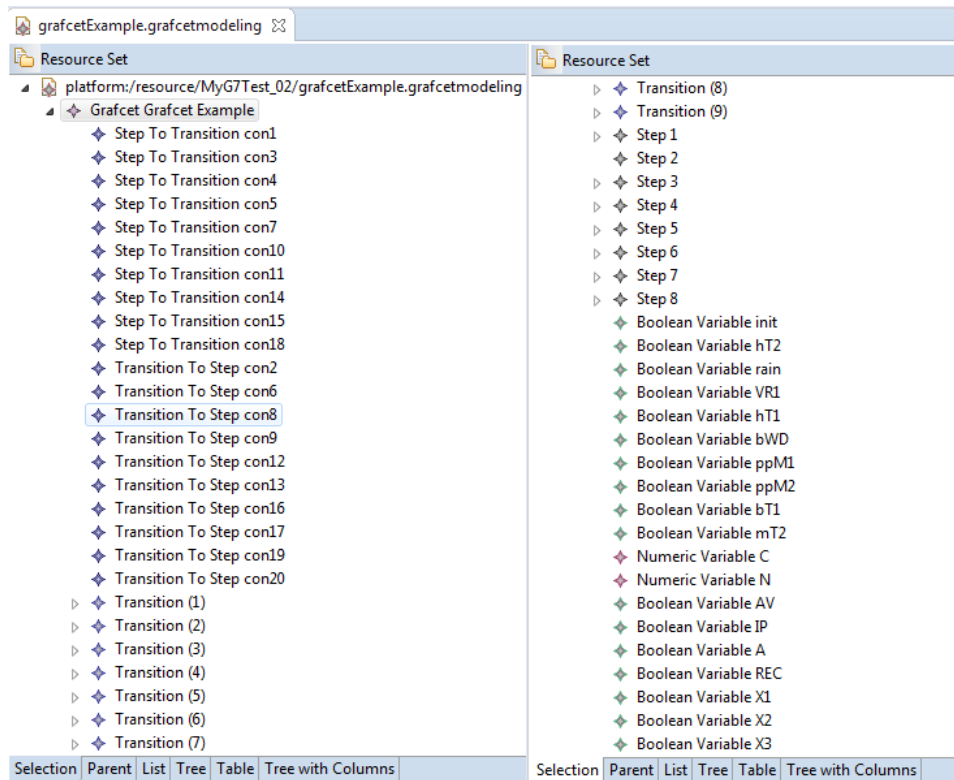 grafcetExample.grafcetmodeling
Resource Set
platform:/resource/MyG7Test_02/grafcetExample.grafcetmodeling
Grafcet Grafcet Example
Step To Transition con1
Step To Transition con3
Step To Transition con4
Step To Transition con5
Step To Transition con7
Step To Transition con10
Step To Transition con11
Step To Transition con14
Step To Transition con15
Step To Transition con18
Transition To Step con2
Transition To Step con6
Transition To Step con8
Transition To Step con9
Transition To Step con12
Transition To Step con13
Transition To Step con16
Transition To Step con17
Transition To Step con19
Transition To Step con20
Transition (1)
Transition (2)
Transition (3)
Transition (4)
Transition (5)
Transition (6)
Transition (7)
Selection Parent List Tree Table Tree with Columns
Resource Set
Transition (8)
Transition (9)
Step 1
Step 2
Step 3
Step 4
Step 5
Step 6
Step 7
Step 8
Boolean Variable init
Boolean Variable hT2
Boolean Variable rain
Boolean Variable VR1
Boolean Variable hT1
Boolean Variable bWD
Boolean Variable ppM1
Boolean Variable ppM2
Boolean Variable bT1
Boolean Variable mT2
Numeric Variable C
Numeric Variable N
Boolean Variable AV
Boolean Variable IP
Boolean Variable A
Boolean Variable REC
Boolean Variable X1
Boolean Variable X2
Boolean Variable X3
Selection Parent List Tree Table Tree with Columns